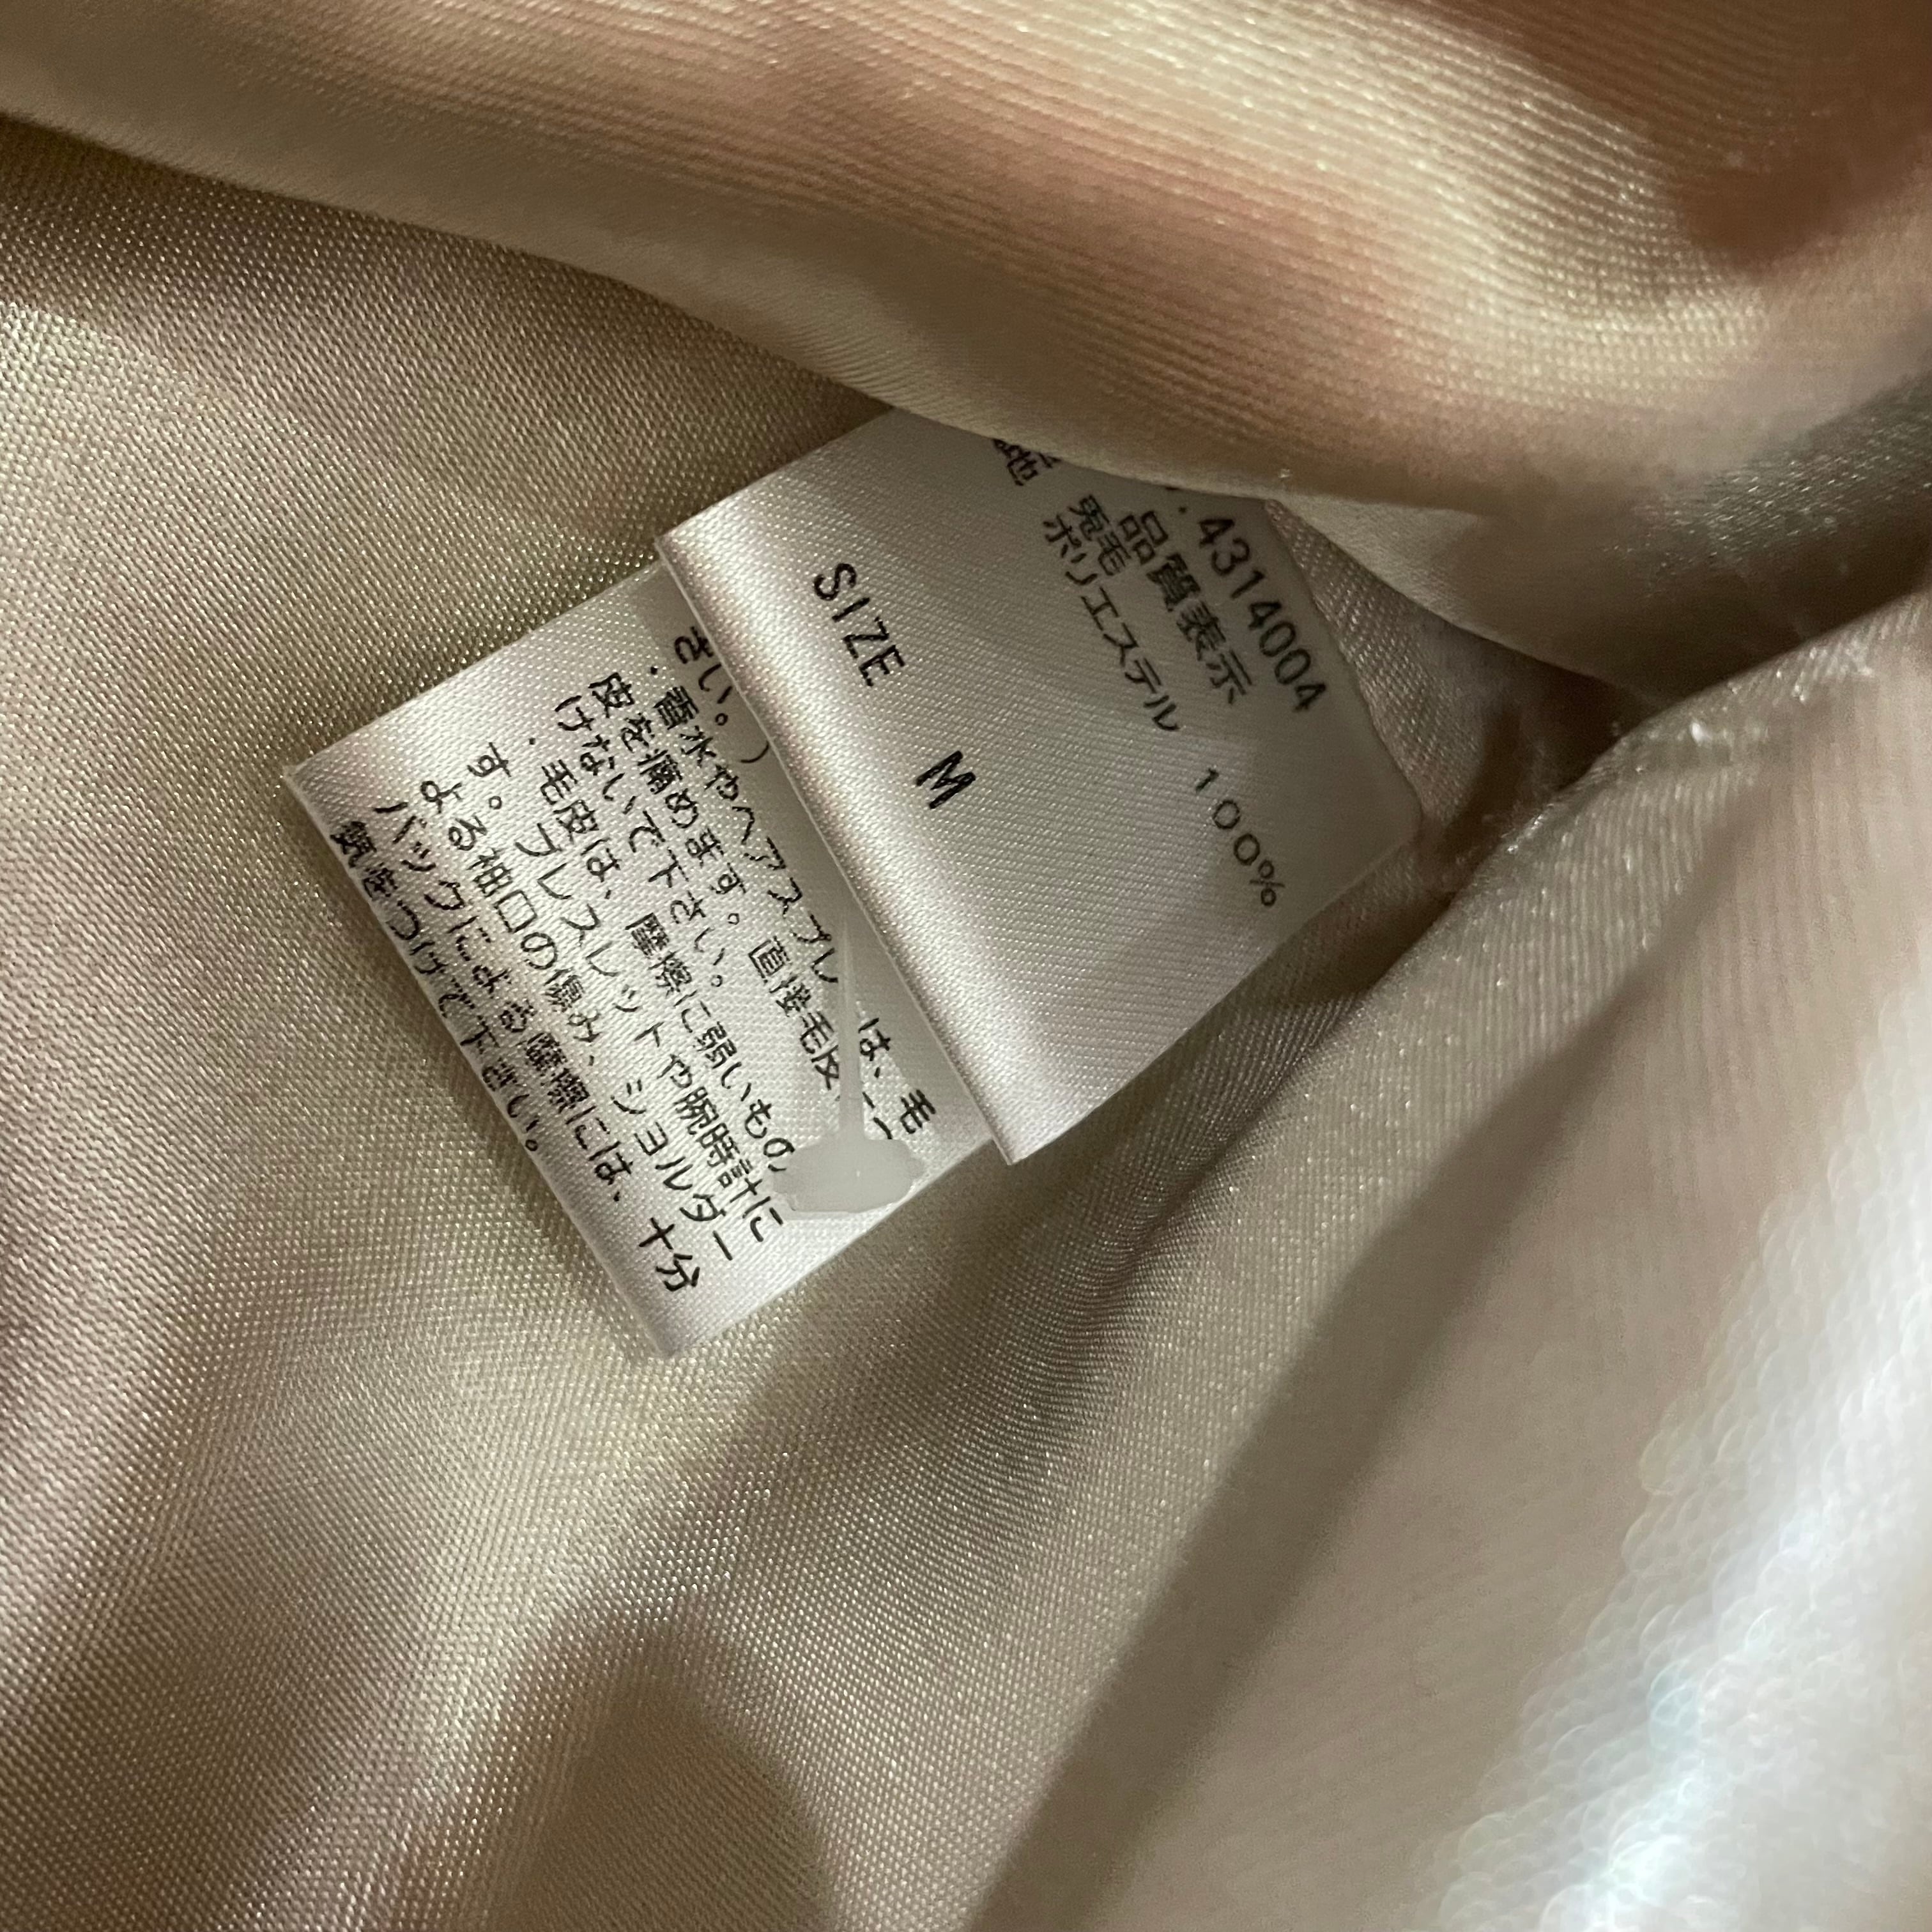 .4314004
品質表示
兎毛
地 ポリエステル 100%
SIZE M
さい。)
・香水やヘアスプレ は、毛
皮を痛めます。直接毛皮
けないで下さい。
・毛皮は、摩擦に弱いもの
す。ブレスレットや腕時計に
よる袖口の傷み、ショルダー
バックによる摩擦には、十分
気をつけて下さい。